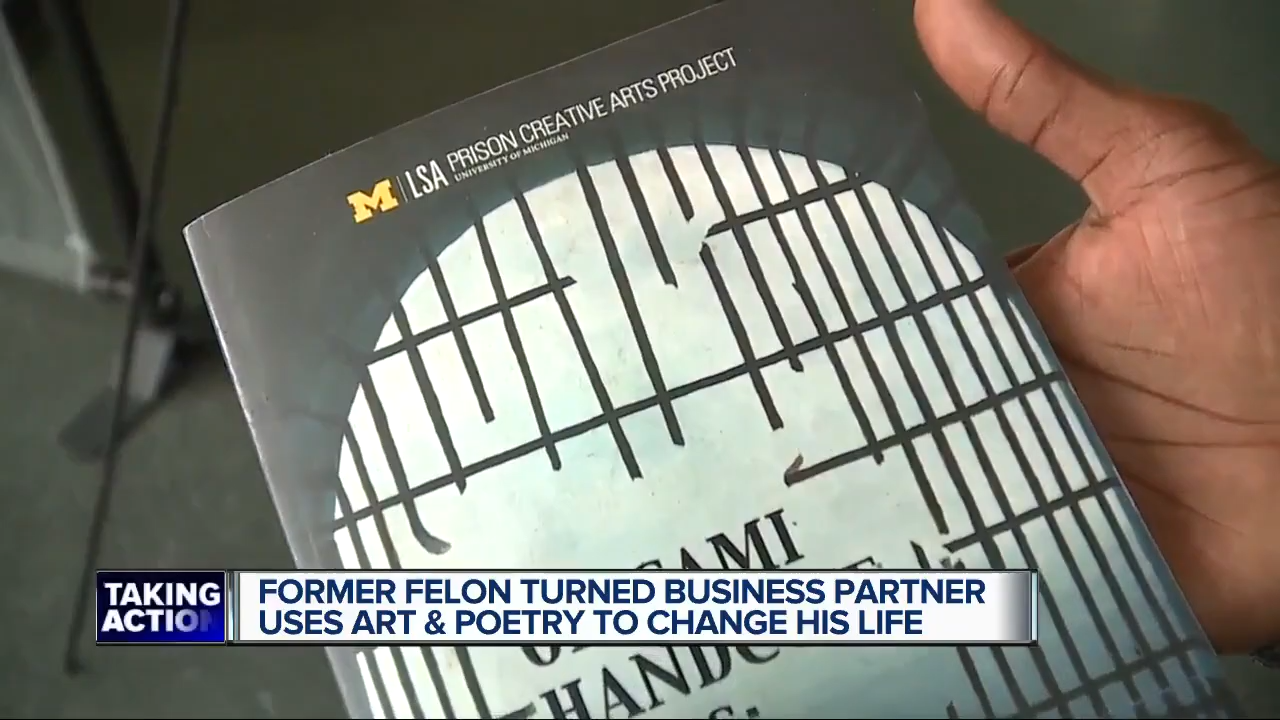 M LSA PRISON CREATIVE ARTS PROJECT
UNIVERSITY OF MICHIGAN
TAKING
ACTION
FORMER FELON TURNED BUSINESS PARTNER
USES ART & POETRY TO CHANGE HIS LIFE